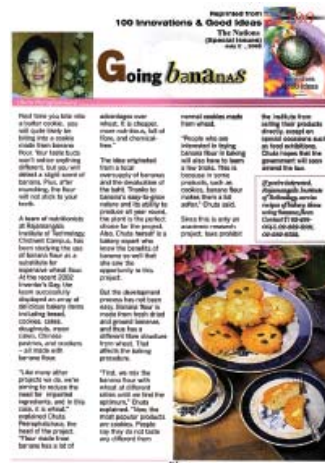 Reprinted from
100 Innovations & Good Ideas
The Nations
(Special Issues)
Going bananas
Next time you bite into
a butter cookie, you
will quite likely be
biting into a cookie
made from banana
flour. Your taste buds
won't notice anything
different, but you will
detect a slight scent of
banana. Plus, after
munching, the flour
will not stick to your
teeth.
A team of nutritionists
at Rajamangala
Institute of Technology,
Chotiwet Campus, has
been studying the use
of banana flour as a
substitute for
expensive wheat flour.
At the recent 2002
Inventor's Day, the
team successfully
displayed an array of
delicious bakery items
including bread,
cookies, cakes,
doughnuts, moon
cakes, Chinese
pastries, and noodles
- all made with
banana flour.
"Like many other
projects we do, we're
aiming to reduce the
need for imported
ingredients, and in this
case, it is wheat,"
explained Chuta
the head of the project.
"Flour made from
banana has a lot of
advantages over
wheat. It is cheaper,
more nutritious, full of
fibre, and chemical-
free."
The idea originated
from a local
oversupply of bananas
and the devaluation of
the baht. Thanks to
banana's easy-to-grow
nature and its ability to
produce all year round,
the plant is the perfect
choice for the project.
Also, Chuta herself is a
bakery expert who
knew the benefits of
banana so well that
she saw the
opportunity in this
project.
But the development
process has not been
easy. Banana flour is
made from fresh dried
and ground bananas,
and thus has a
different fibre structure
from wheat. That
affects the baking
procedure.
"First, we mix the
banana flour with
wheat at different
ratios until we find the
optimum," Chuta
explained. "Now, the
most popular products
are cookies. People
say they do not taste
any different from
normal cookies made
from wheat.
"People who are
interested in trying
banana flour in baking
will also have to learn
a few new tricks. This is
because in some
products, such as
cookies, banana flour
makes them a bit
softer," Chuta said.
Since this is only an
academic research
project, laws prohibit
the institute from
selling their products
directly, except on
special occasions such
as food exhibitions.
Chuta hopes that the
government will soon
amend the law.